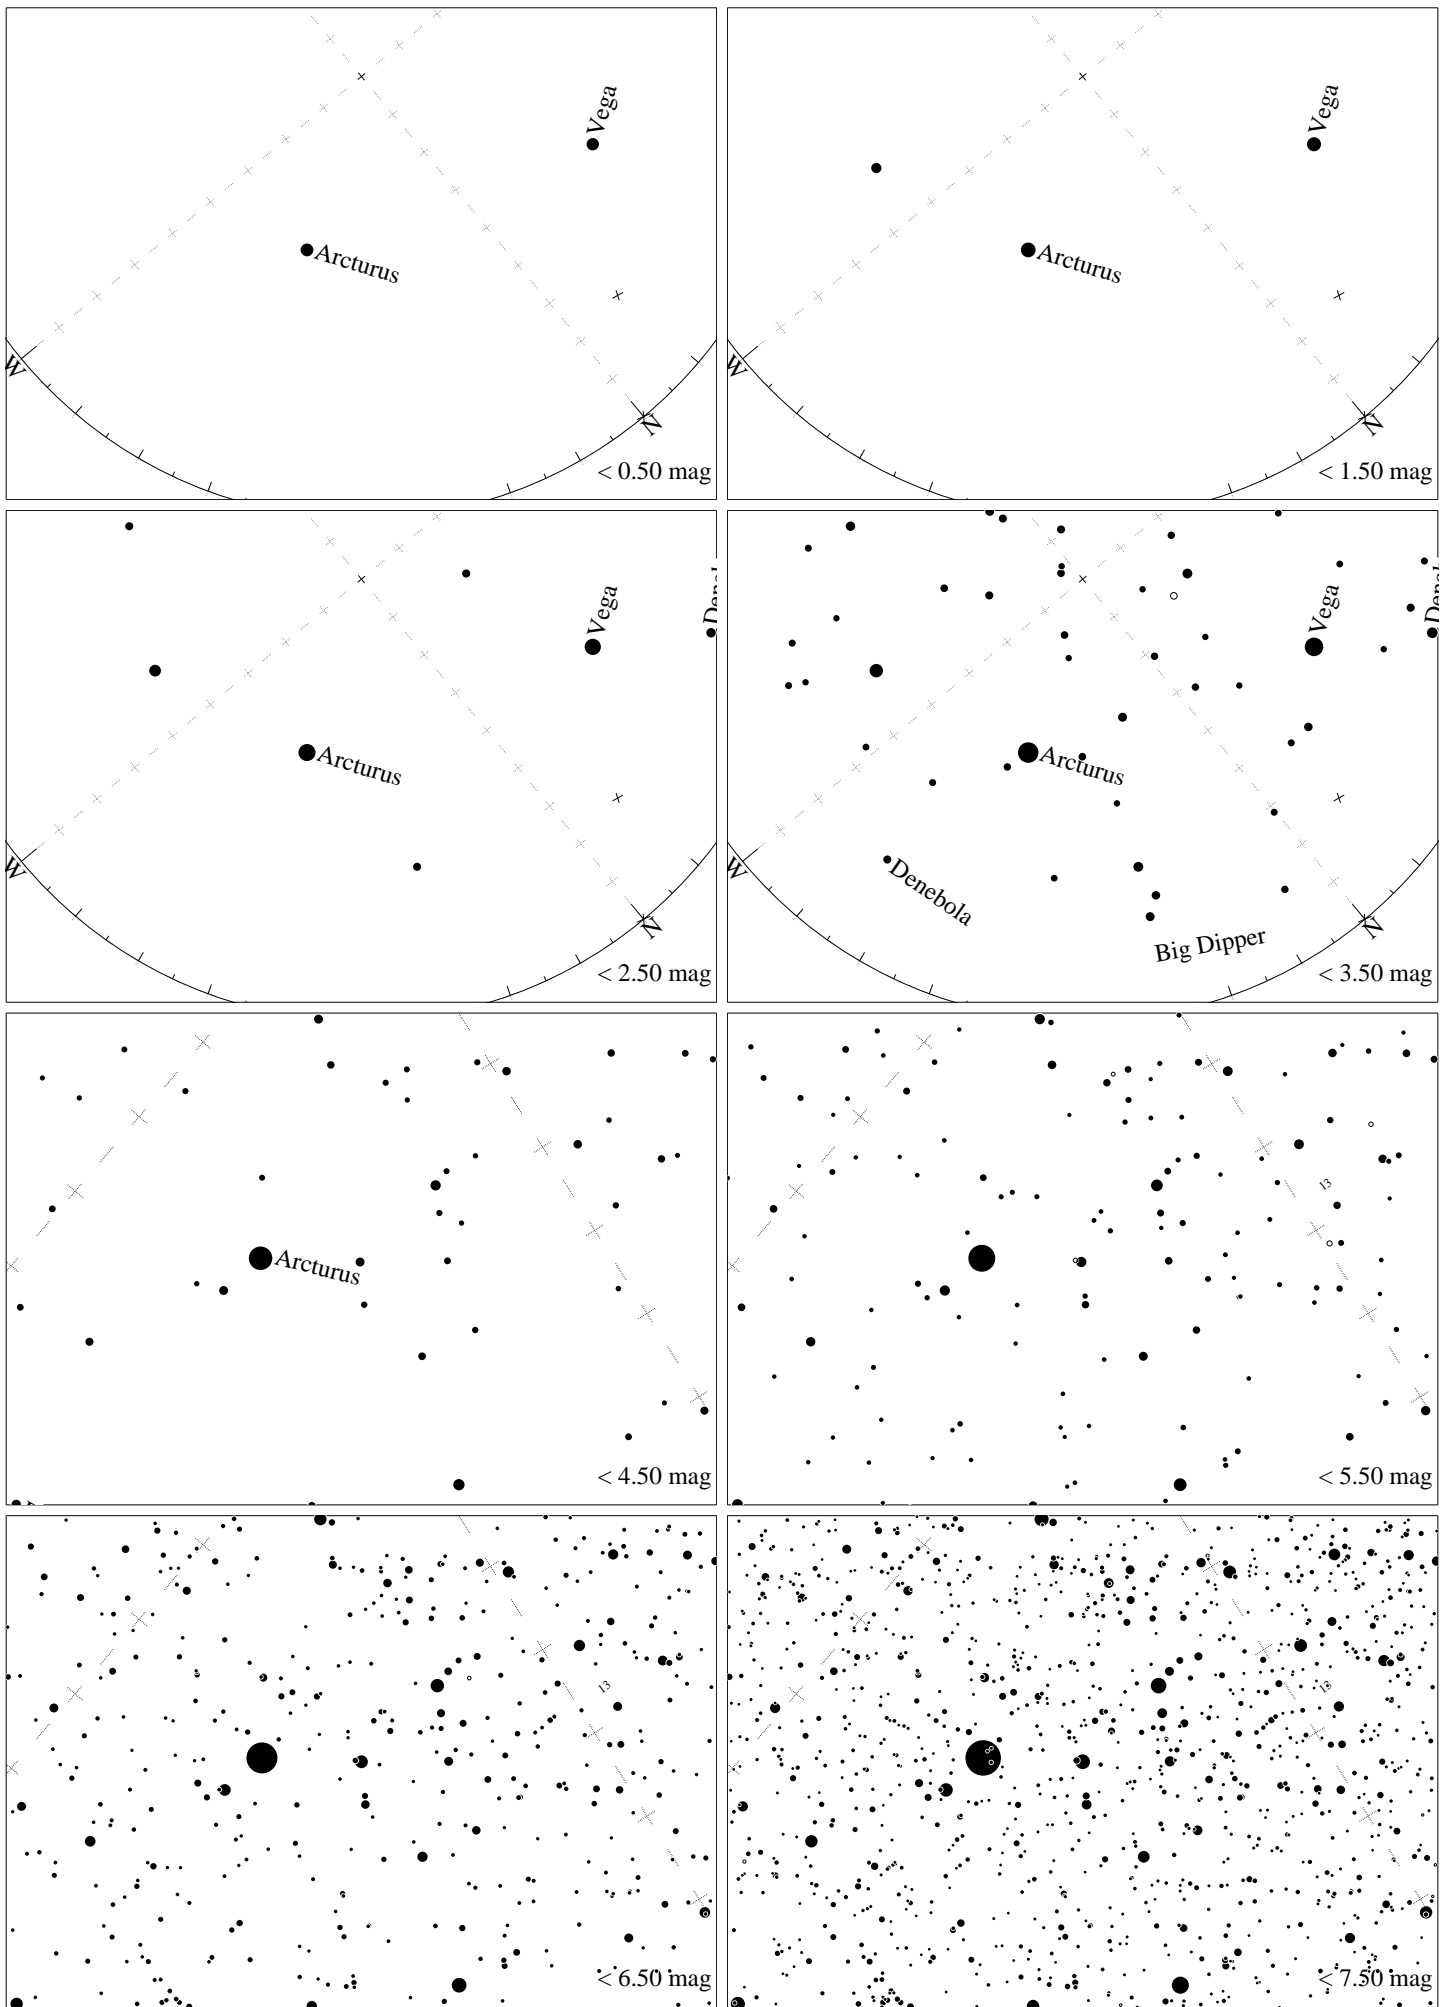 Vega
Arcturus
W
N
< 0.50 mag
Vega
Arcturus
W
N
< 1.50 mag
Vega
Arcturus
W
N
< 2.50 mag
Vega
Arcturus
Denebola
Big Dipper
W
N
< 3.50 mag
Arcturus
< 4.50 mag
13
< 5.50 mag
13
< 6.50 mag
13
< 7.50 mag